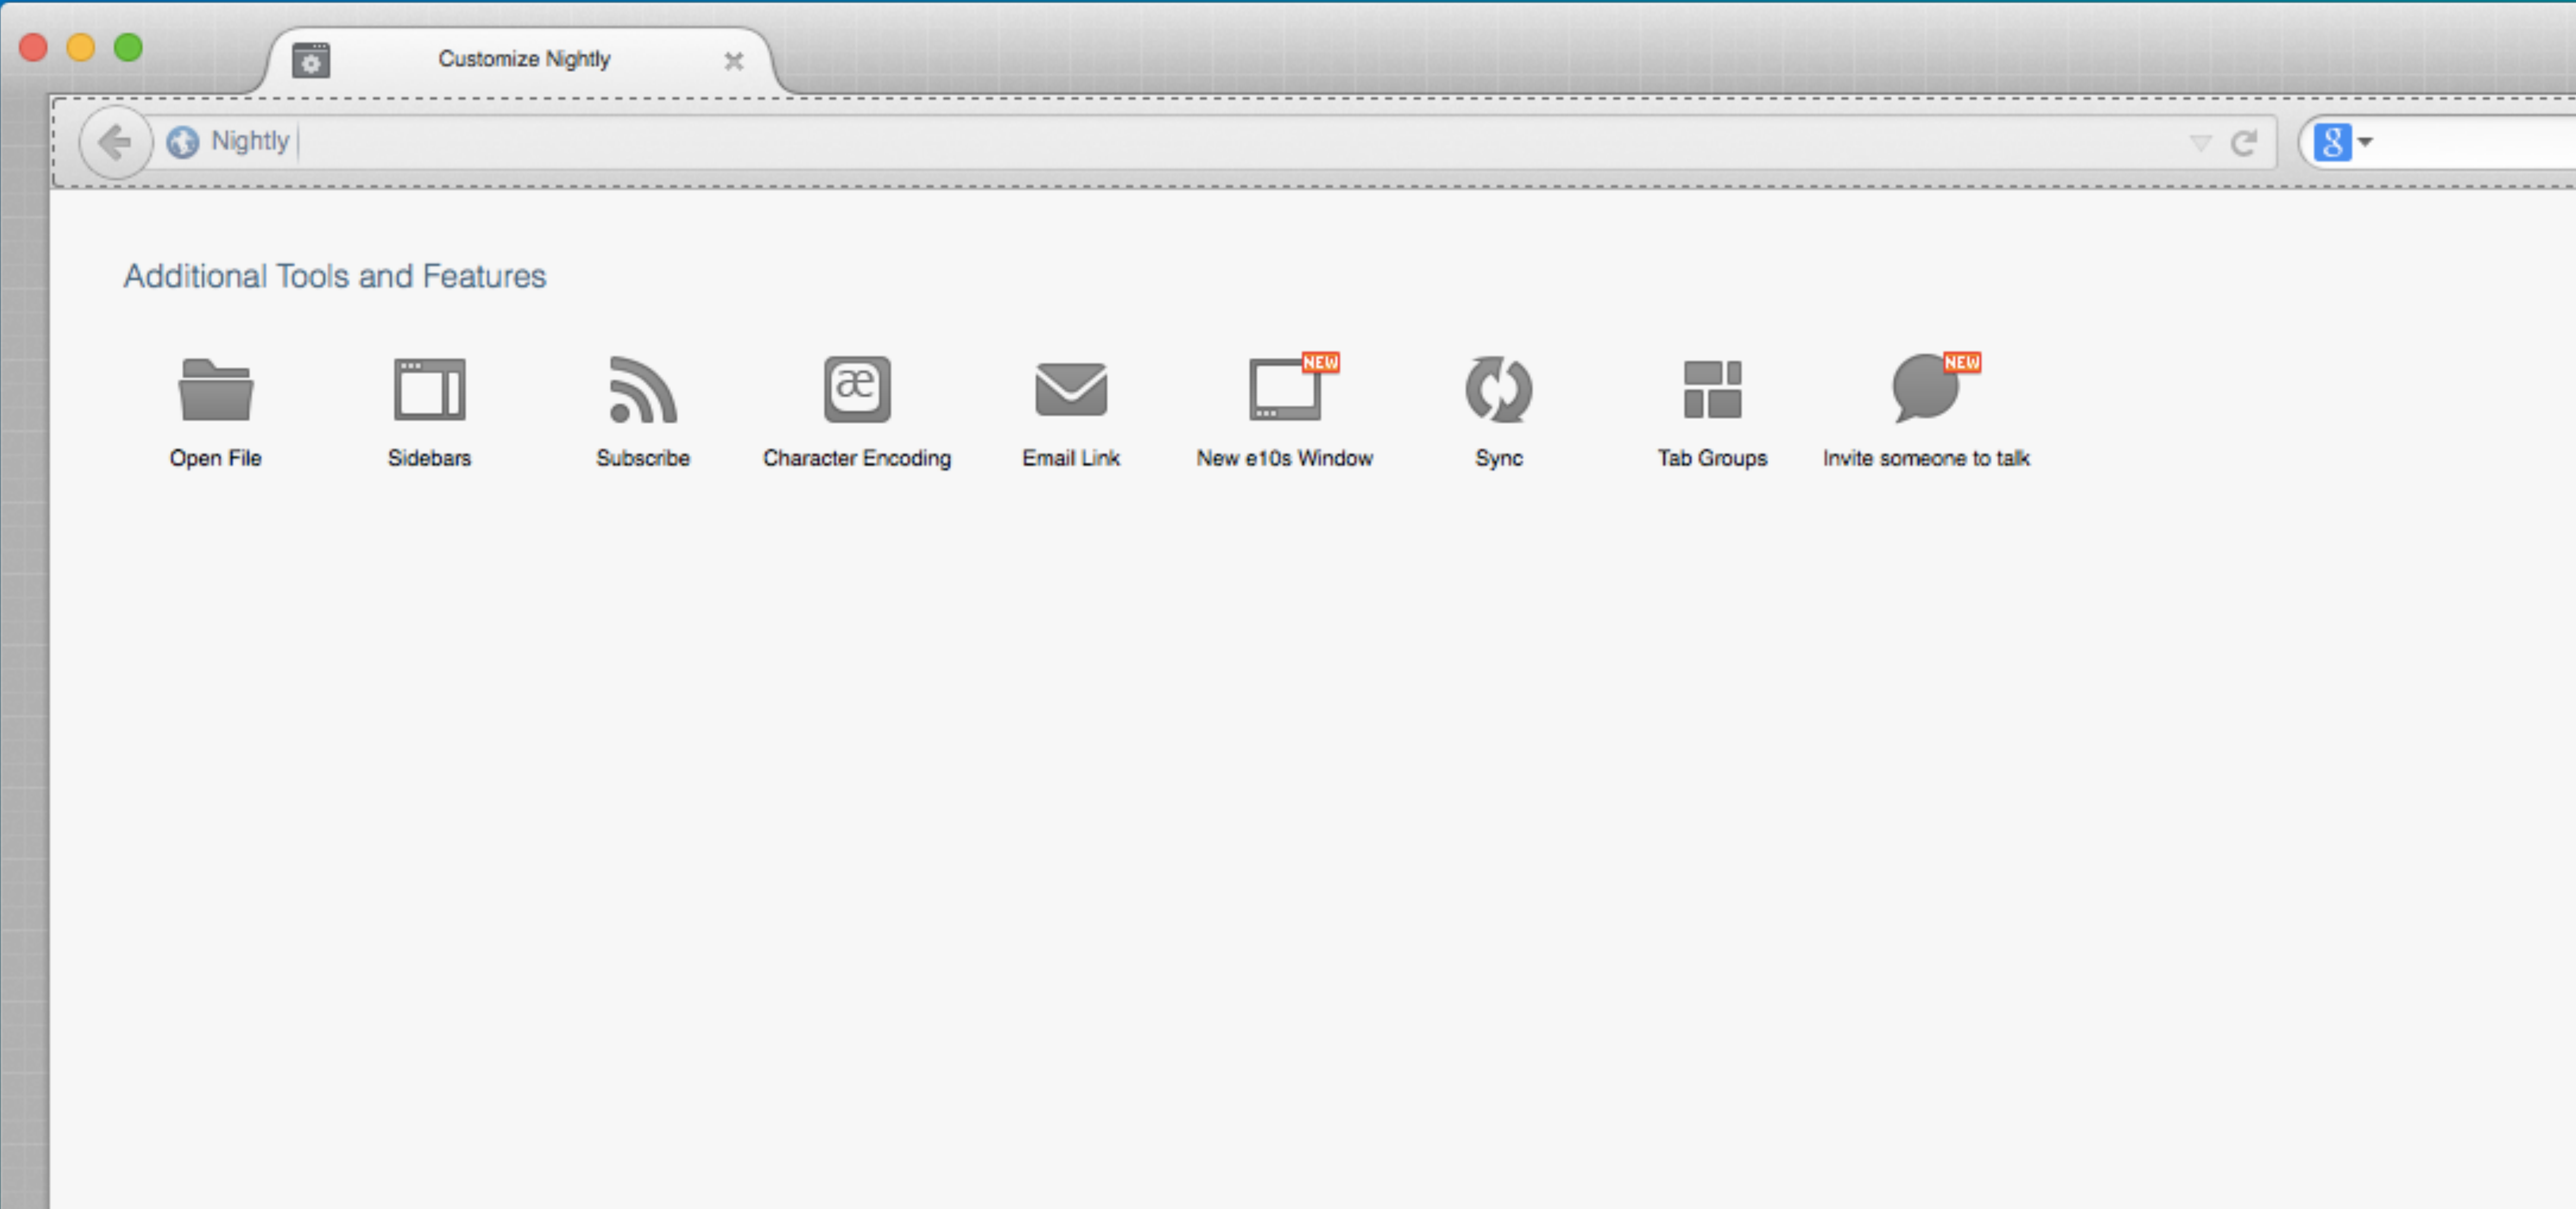 Customize Nightly
Nightly
g
Additional Tools and Features
æ
NEW
NEW
Open File
Sidebars
Subscribe
Character Encoding
Email Link
New e10s Window
Sync
Tab Groups
Invite someone to talk